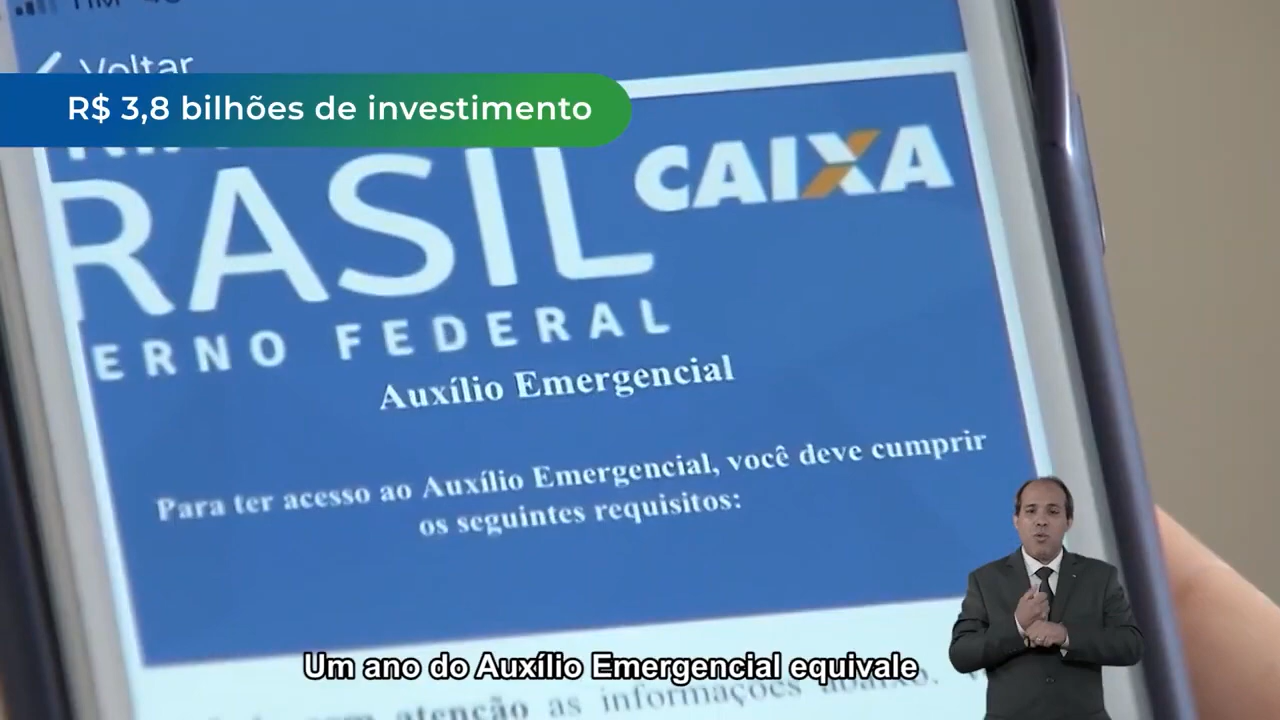 Voltar
R$ 3,8 bilhões de investimento
RASIL
CAIXA
ERNO FEDERAL
Auxílio Emergencial
Para ter acesso ao Auxílio Emergencial, você deve cumprir
os seguintes requisitos:
Um ano do Auxílio Emergencial equivale
atenção as informações abaixo.